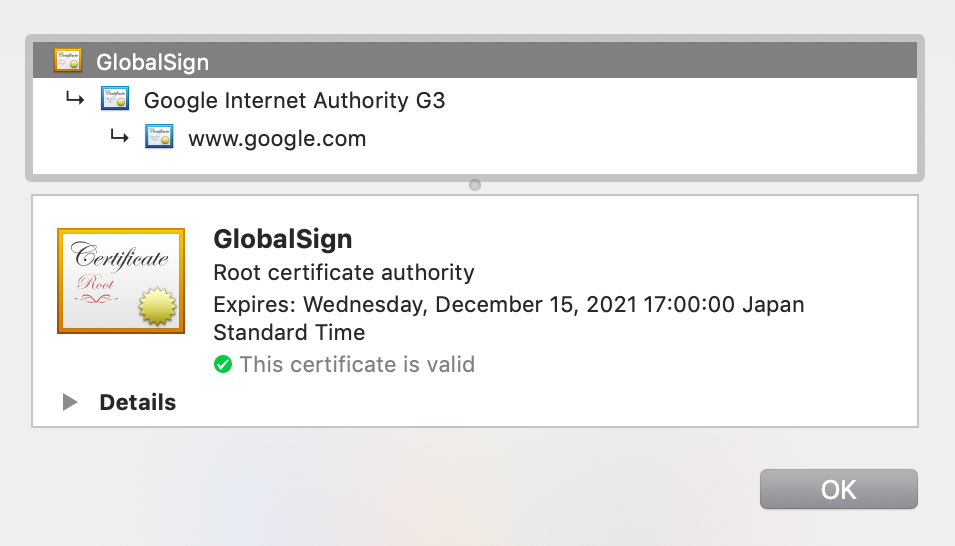 GlobalSign
Google Internet Authority G3
www.google.com
GlobalSign
Root certificate authority
Expires: Wednesday, December 15, 2021 17:00:00 Japan
Standard Time
This certificate is valid
Certificate
Root
Details
OK